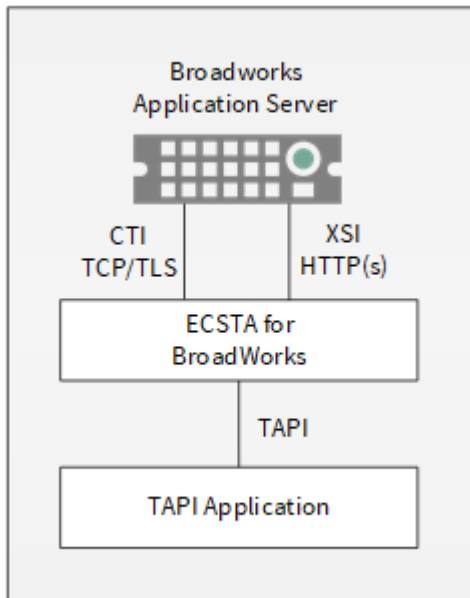 Broadworks
Application Server
CTI
TCP/TLS
XSI
HTTP(s)
ECSTA for
BroadWorks
TAPI
TAPI Application